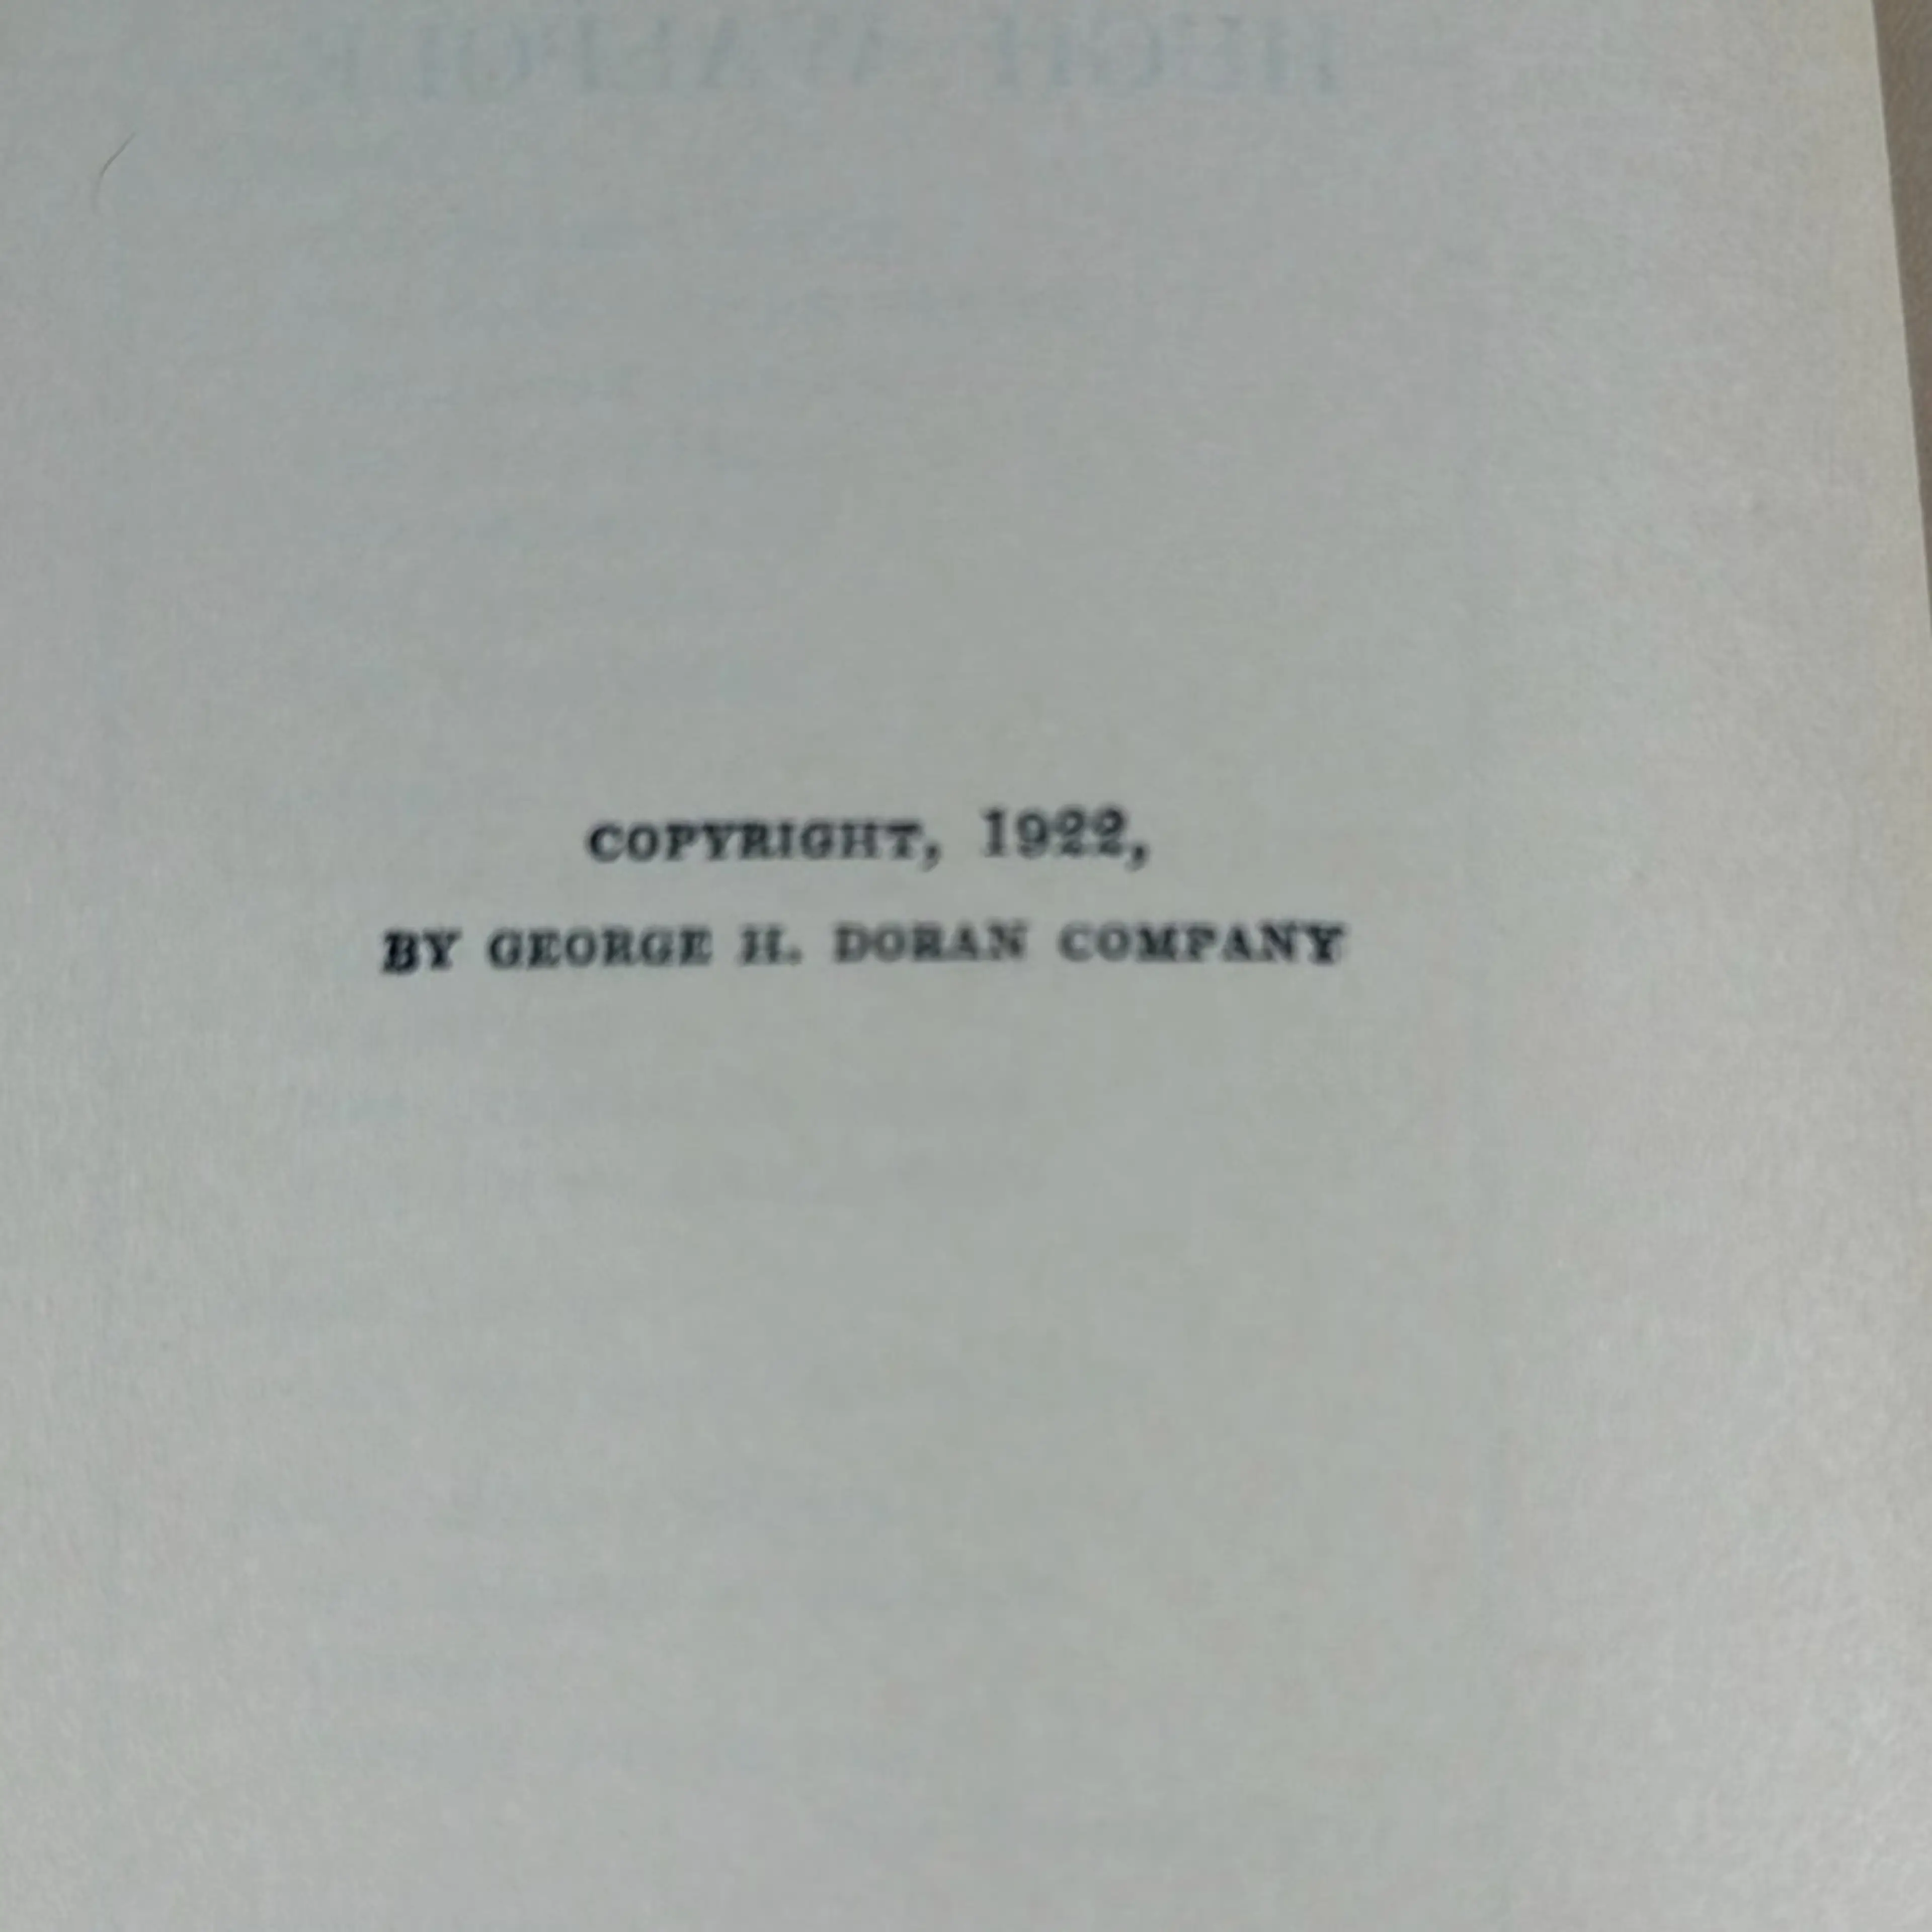 COPYRIGHT, 1922,
BY GEORGE H. DORAN COMPANY